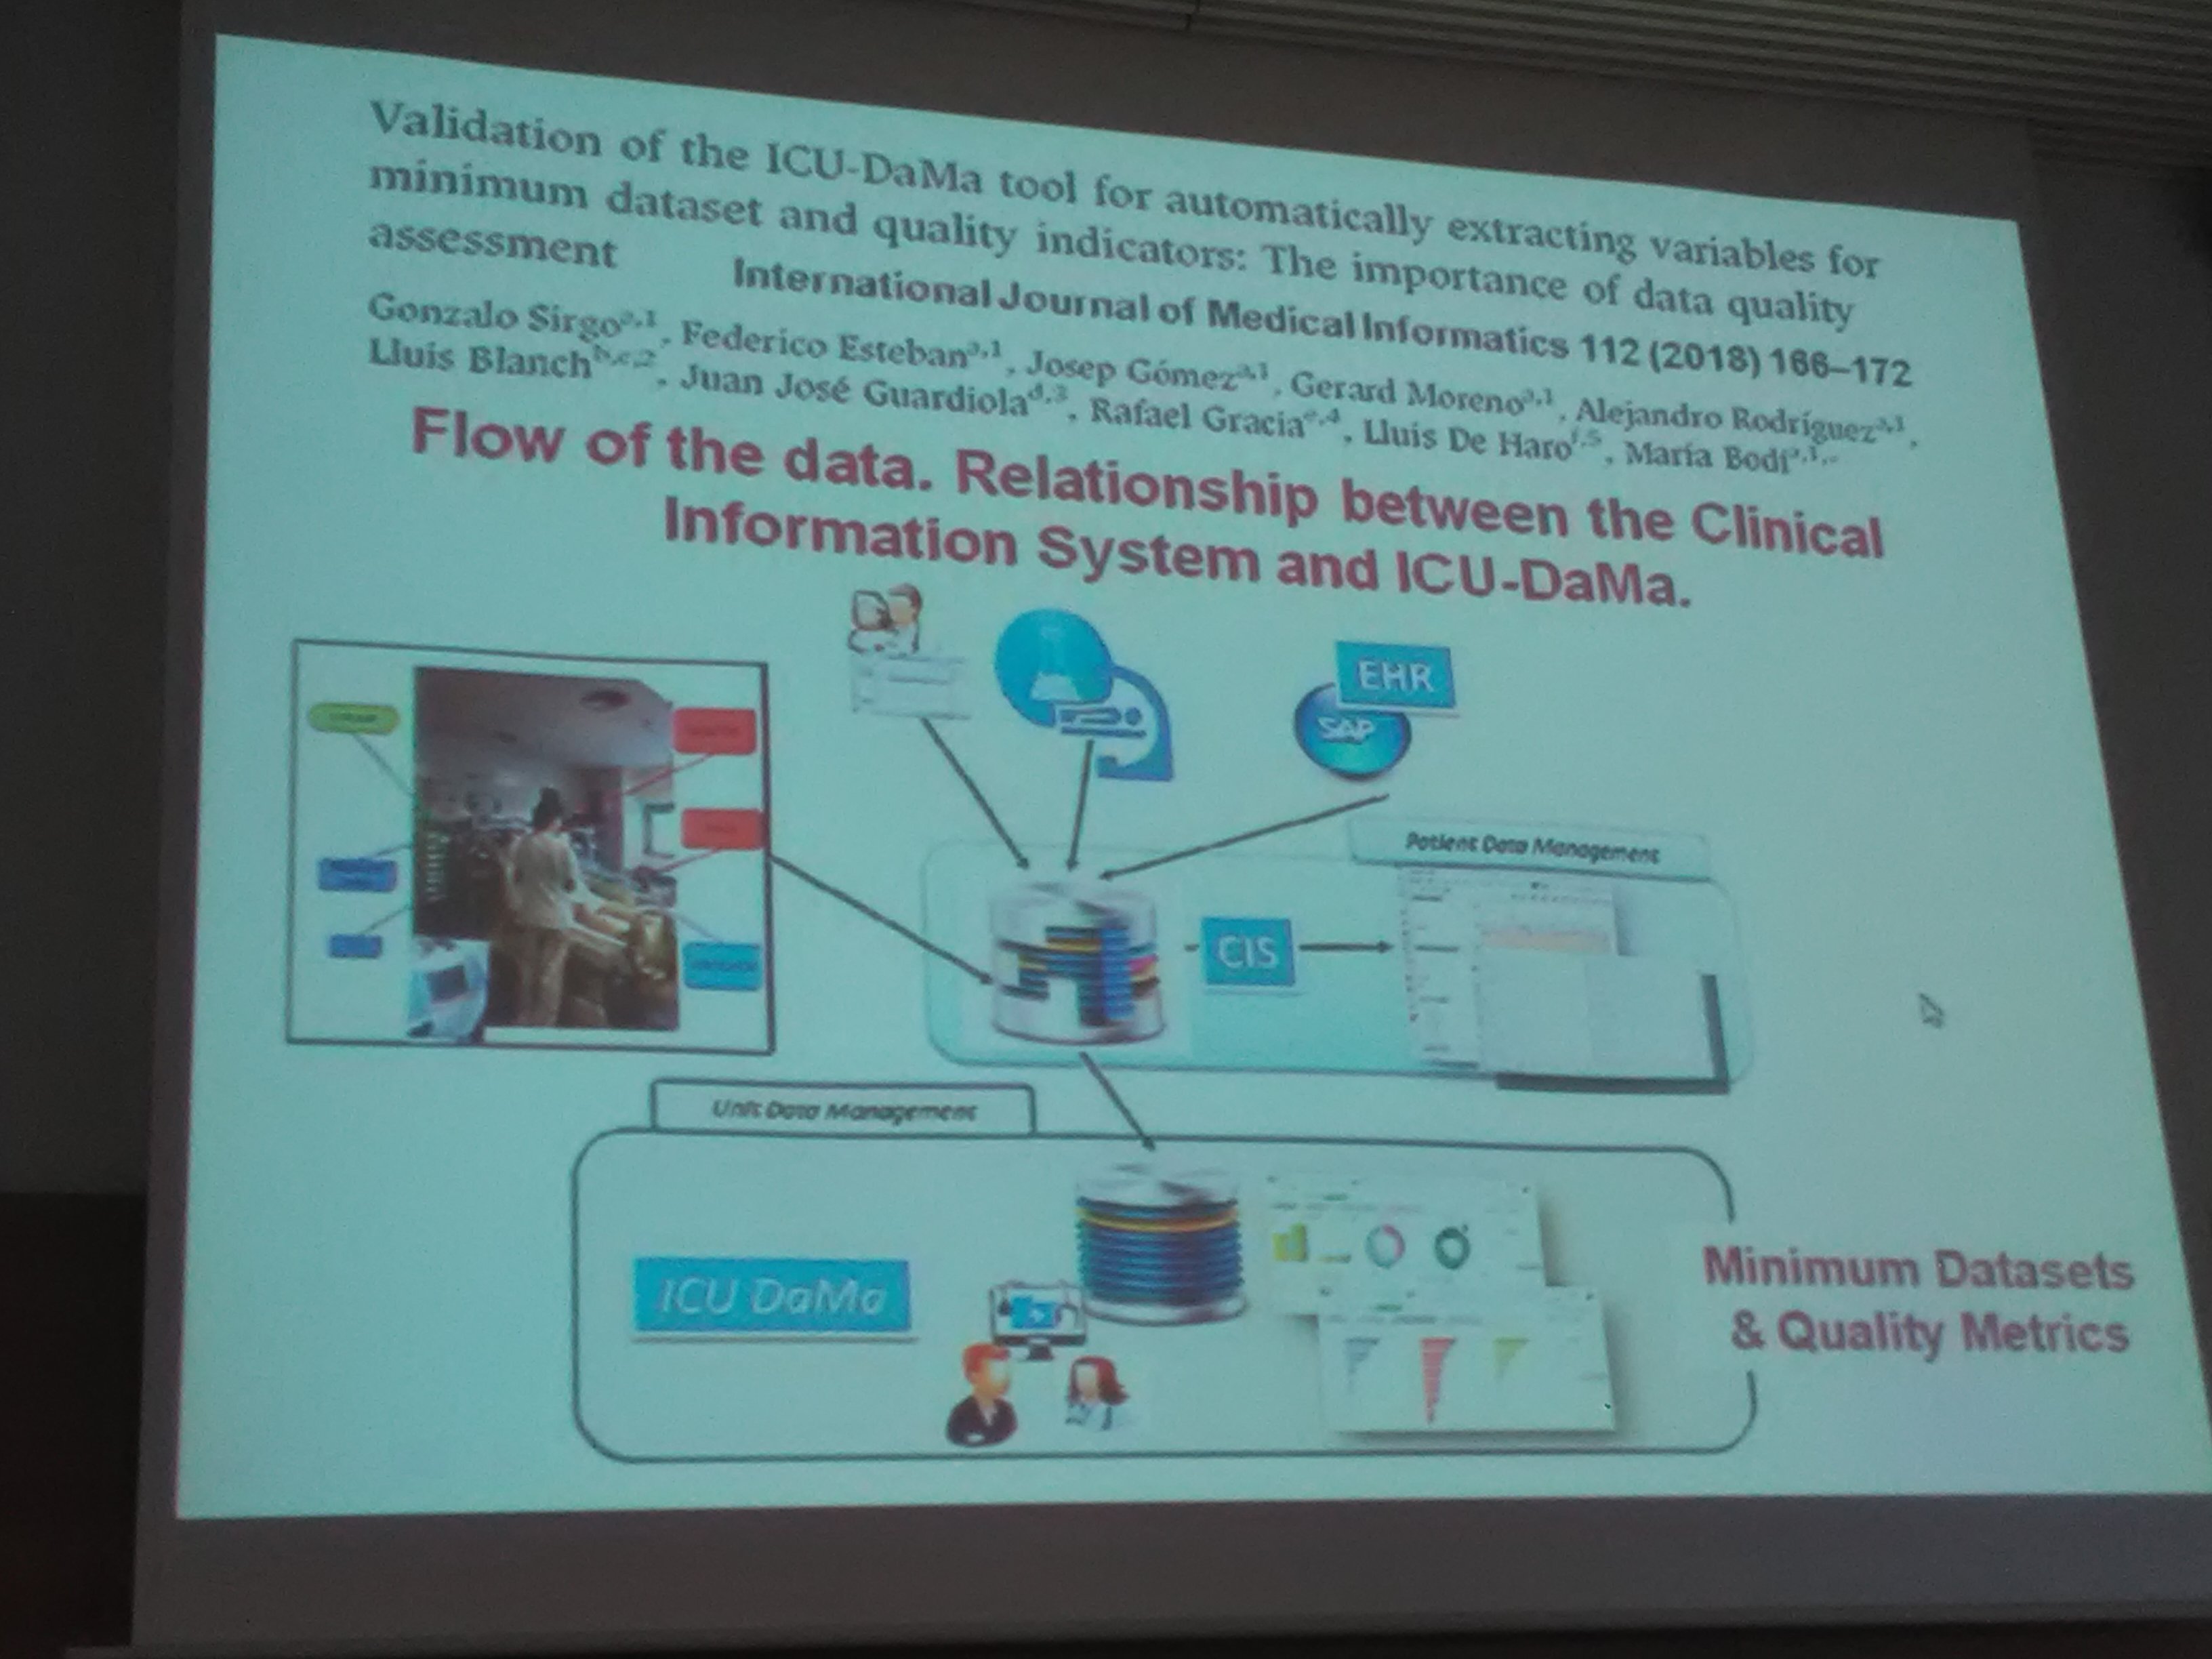 Validation of the ICU-DaMa tool for automatically extracting variables for
minimum dataset and quality indicators: The importance of data quality
assessment
International Journal of Medical Informatics 112 (2018) 166–172
Gonzalo Sirgo a,1, Federico Esteban a,1, Josep Gómez a,1, Gerard Moreno a,1, Alejandro Rodríguez a,1,
Lluis Blanch b,c,2, Juan José Guardiola d,3, Rafael Gracia e,4, Lluis De Haro f,5, María Bodí a,1,
Flow of the data. Relationship between the Clinical
Information System and ICU-DaMa.
EHR
SAP
Patient Data Management
CIS
Unit Data Management
ICU DaMa
Minimum Datasets
& Quality Metrics